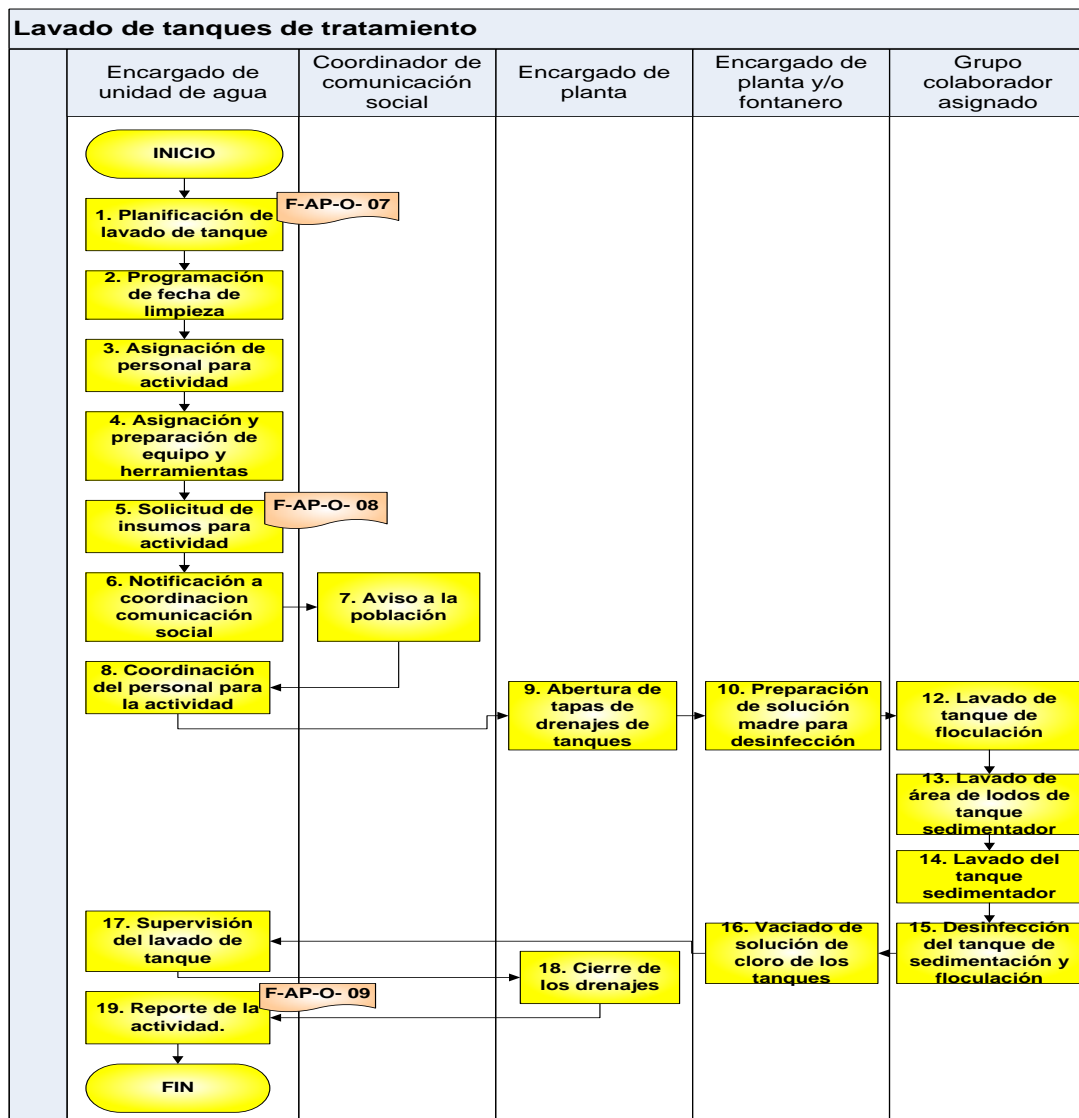 Lavado de tanques de tratamiento
Encargado de
unidad de agua
Coordinador de
comunicación
social
Encargado de
planta
Encargado de
planta y/o
fontanero
Grupo
colaborador
asignado
INICIO
F-AP-O- 07
1. Planificación de
lavado de tanque
2. Programación
de fecha de
limpieza
3. Asignación de
personal para
actividad
4. Asignación y
preparación de
equipo y
herramientas
F-AP-O- 08
5. Solicitud de
insumos para
actividad
6. Notificación a
coordinacion
comunicación
social
7. Aviso a la
población
8. Coordinación
del personal para
la actividad
9. Abertura de
tapas de
drenajes de
tanques
10. Preparación
de solución
madre para
desinfección
12. Lavado de
tanque de
floculación
13. Lavado de
área de lodos de
tanque
sedimentador
14. Lavado del
tanque
sedimentador
15. Desinfección
del tanque de
sedimentación y
floculación
16. Vaciado de
solución de
cloro de los
tanques
17. Supervisión
del lavado de
tanque
18. Cierre de
los drenajes
F-AP-O- 09
19. Reporte de la
actividad.
FIN